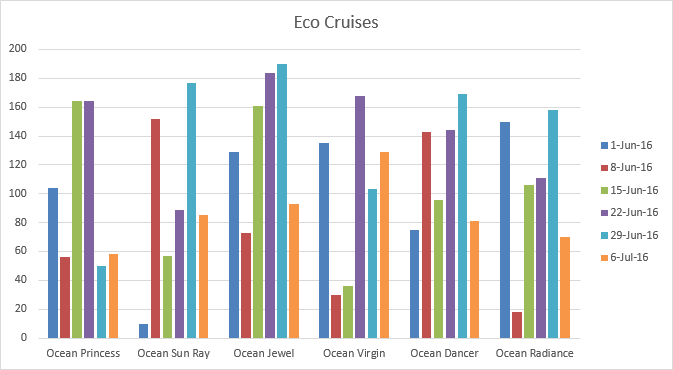 Eco Cruises
200
180
160
140
120
100
80
60
40
20
0
Ocean Princess Ocean Sun Ray Ocean Jewel Ocean Virgin Ocean Dancer Ocean Radiance
1-Jun-16
8-Jun-16
15-Jun-16
22-Jun-16
29-Jun-16
6-Jul-16